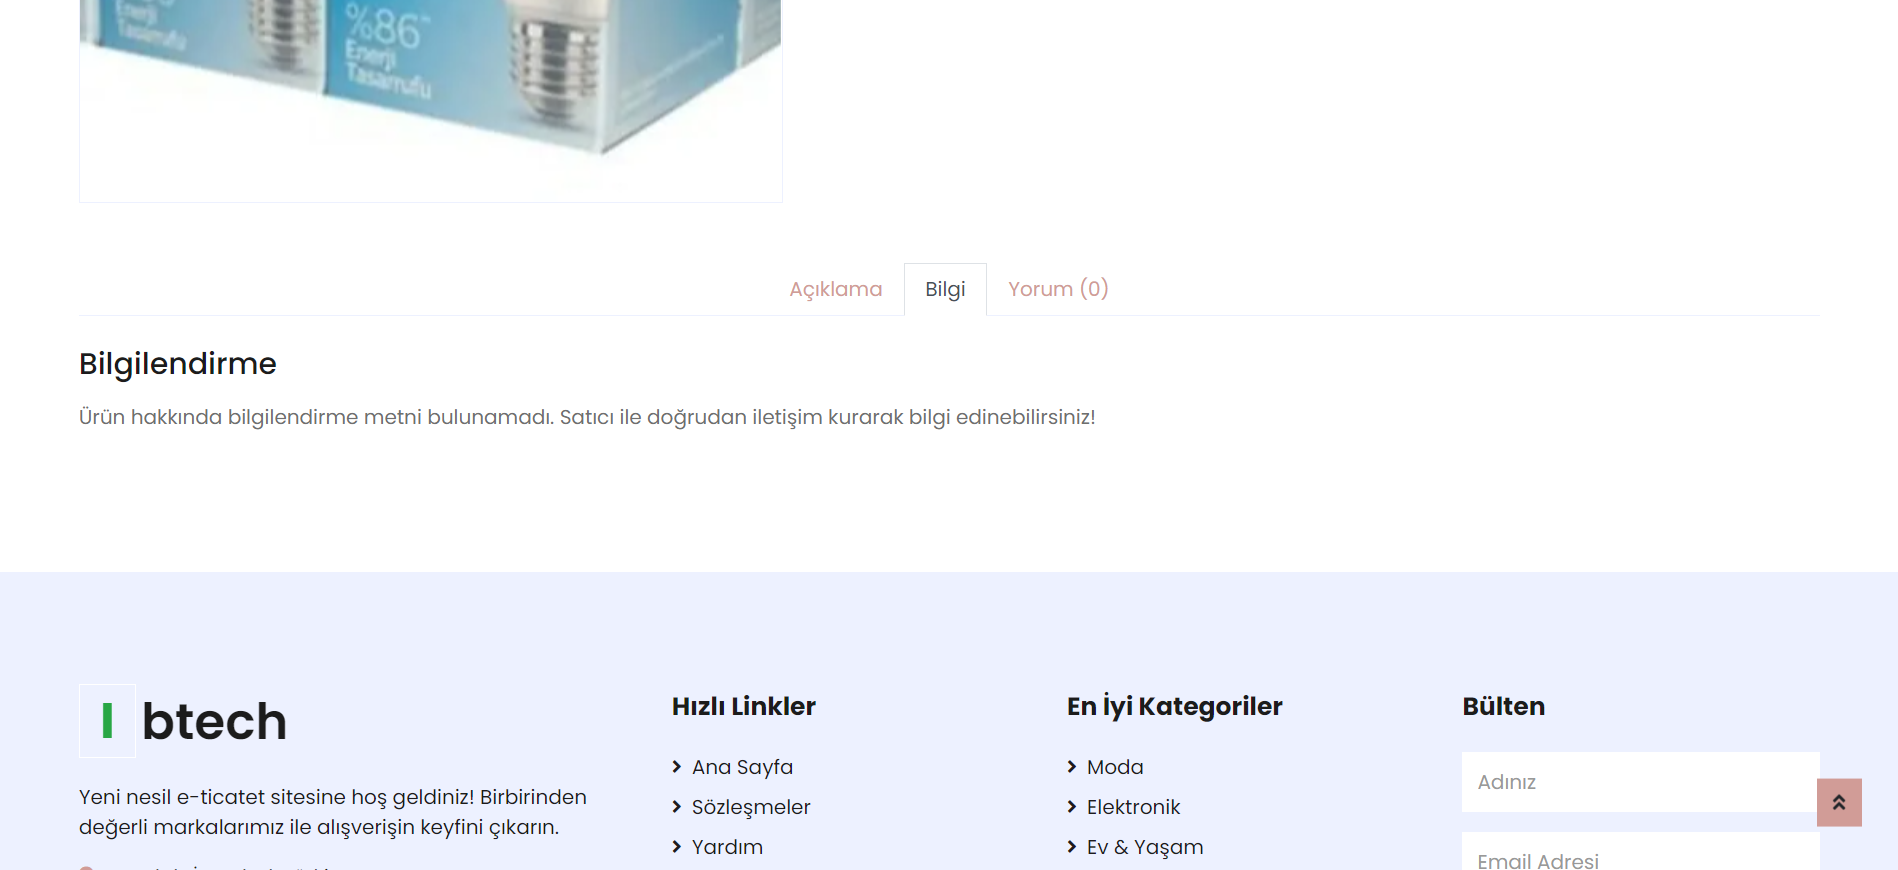 %86
Enerji
Tasarrufu
Enerji
Tasarrufu
Açıklama
Bilgi
Yorum (0)
Bilgilendirme
Ürün hakkında bilgilendirme metni bulunamadı. Satıcı ile doğrudan iletişim kurarak bilgi edinebilirsiniz!
I btech
Yeni nesil e-ticatet sitesine hoş geldiniz! Birbirinden
değerli markalarımız ile alışverişin keyfini çıkarın.
Hızlı Linkler
Ana Sayfa
Sözleşmeler
Yardım
En İyi Kategoriler
Moda
Elektronik
Ev & Yaşam
Bülten
Adınız
Email Adresi